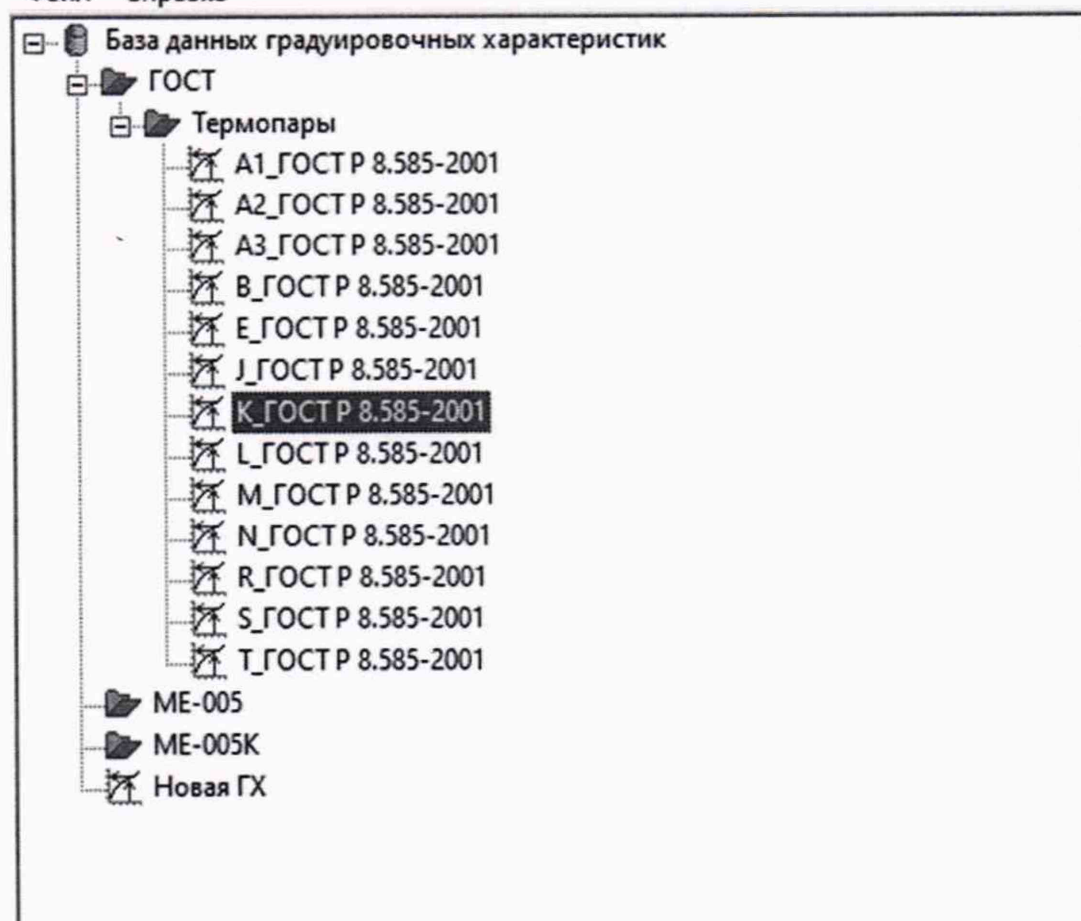 База данных градуировочных характеристик
ГОСТ
Термопары
A1_ГОСТ Р 8.585-2001
A2_ГОСТ Р 8.585-2001
A3_ГОСТ Р 8.585-2001
B_ГОСТ Р 8.585-2001
E_ГОСТ Р 8.585-2001
J_ГОСТ Р 8.585-2001
K_ГОСТ Р 8.585-2001
L_ГОСТ Р 8.585-2001
M_ГОСТ Р 8.585-2001
N_ГОСТ Р 8.585-2001
R_ГОСТ Р 8.585-2001
S_ГОСТ Р 8.585-2001
T_ГОСТ Р 8.585-2001
ME-005
ME-005K
Новая ГХ